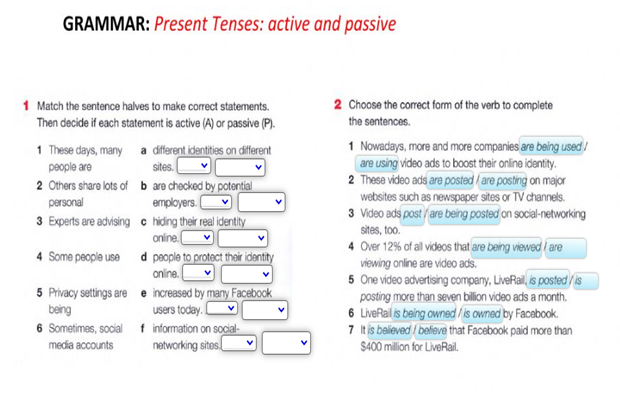 GRAMMAR: Present Tenses: active and passive
1 Match the sentence halves to make correct statements.
Then decide if each statement is active (A) or passive (P).
1 These days, many
people are
2 Others share lots of
personal
3 Experts are advising
4 Some people use
5 Privacy settings are
being
6 Sometimes, social
media accounts
a different identities on different
sites.
b are checked by potential
employers.
c hiding their real identity
online.
d people to protect their identity
online.
e increased by many Facebook
users today.
f information on social-
networking sites.
2 Choose the correct form of the verb to complete
the sentences.
1 Nowadays, more and more companies are being used /
are using video ads to boost their online identity.
2 These video ads are posted / are posting on major
websites such as newspaper sites or TV channels.
3 Video ads post / are being posted on social-networking
sites, too.
4 Over 12% of all videos that are being viewed / are
viewing online are video ads.
5 One video advertising company, LiveRail, is posted / is
posting more than seven billion video ads a month.
6 LiveRail is being owned / is owned by Facebook.
7 It is believed / believe that Facebook paid more than
$400 million for LiveRail.